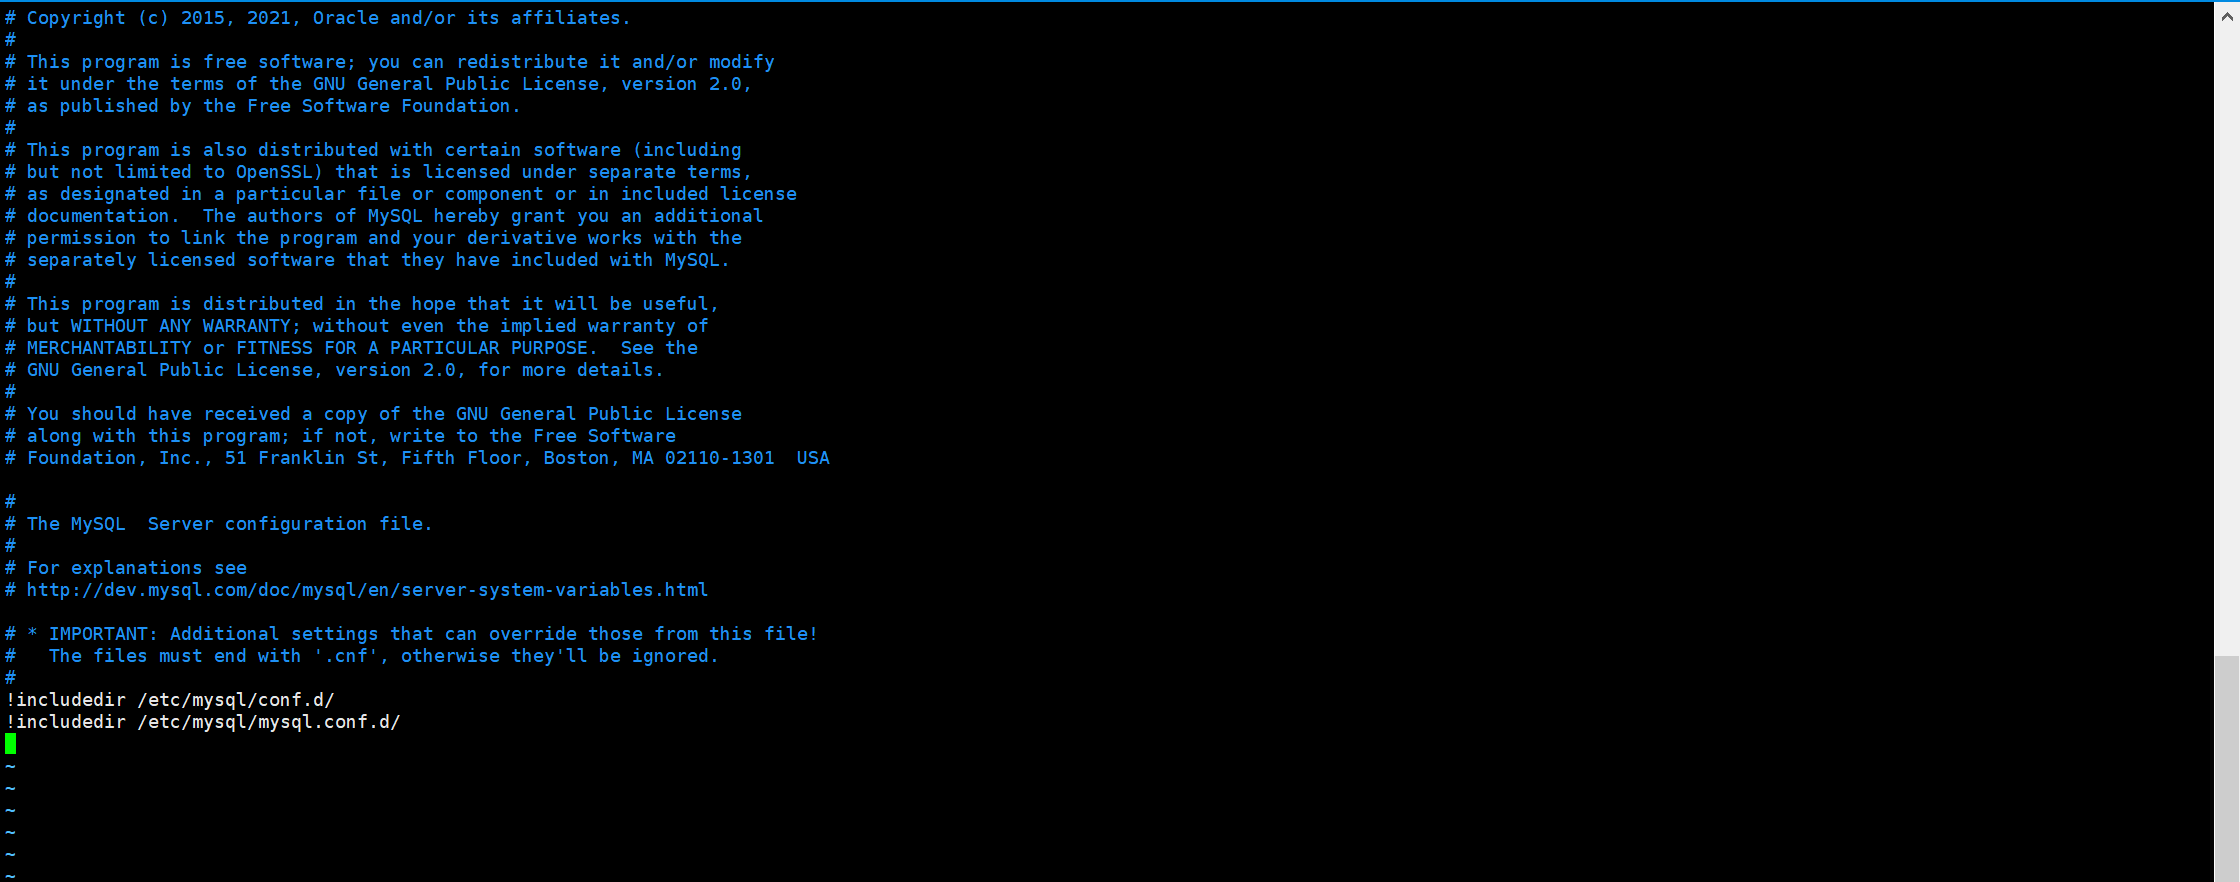 # Copyright (c) 2015, 2021, Oracle and/or its affiliates.
#
# This program is free software; you can redistribute it and/or modify
# it under the terms of the GNU General Public License, version 2.0,
# as published by the Free Software Foundation.
#
# This program is also distributed with certain software (including
# but not limited to OpenSSL) that is licensed under separate terms,
# as designated in a particular file or component or in included license
# documentation.  The authors of MySQL hereby grant you an additional
# permission to link the program and your derivative works with the
# separately licensed software that they have included with MySQL.
#
# This program is distributed in the hope that it will be useful,
# but WITHOUT ANY WARRANTY; without even the implied warranty of
# MERCHANTABILITY or FITNESS FOR A PARTICULAR PURPOSE.  See the
# GNU General Public License, version 2.0, for more details.
#
# You should have received a copy of the GNU General Public License
# along with this program; if not, write to the Free Software
# Foundation, Inc., 51 Franklin St, Fifth Floor, Boston, MA 02110-1301  USA

#
# The MySQL  Server configuration file.
#
# For explanations see
# http://dev.mysql.com/doc/mysql/en/server-system-variables.html

# * IMPORTANT: Additional settings that can override those from this file!
#   The files must end with '.cnf', otherwise they'll be ignored.
#
!includedir /etc/mysql/conf.d/
!includedir /etc/mysql/mysql.conf.d/

~
~
~
~
~
~